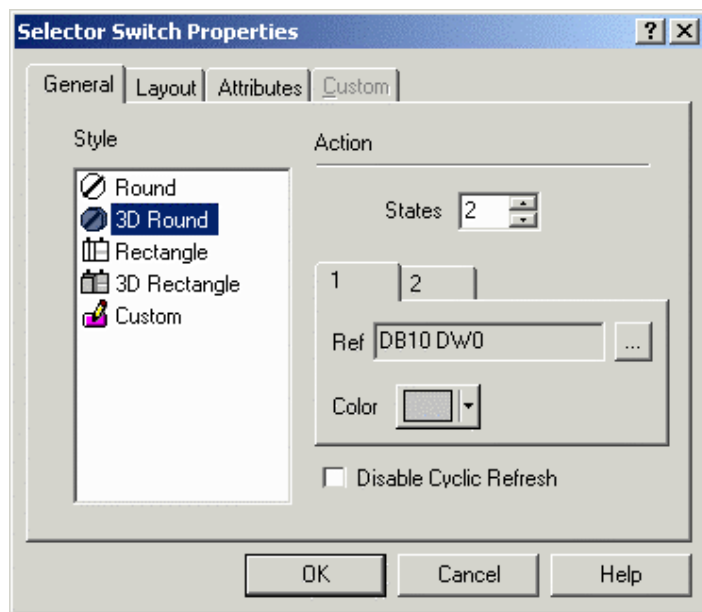 Selector Switch Properties
General Layout Attributes Custom
Style
Round
3D Round
Rectangle
3D Rectangle
Custom
Action
States 2
1 2
Ref DB10 DW0 ...
Color
Disable Cyclic Refresh
OK Cancel Help